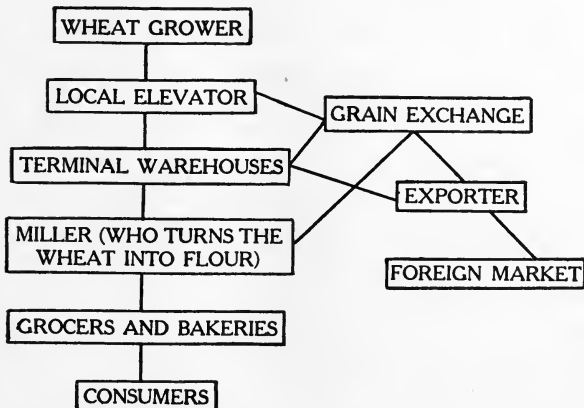 WHEAT GROWER
LOCAL ELEVATOR
GRAIN EXCHANGE
TERMINAL WAREHOUSES
EXPORTER
MILLER (WHO TURNS THE
WHEAT INTO FLOUR)
FOREIGN MARKET
GROCERS AND BAKERIES
CONSUMERS